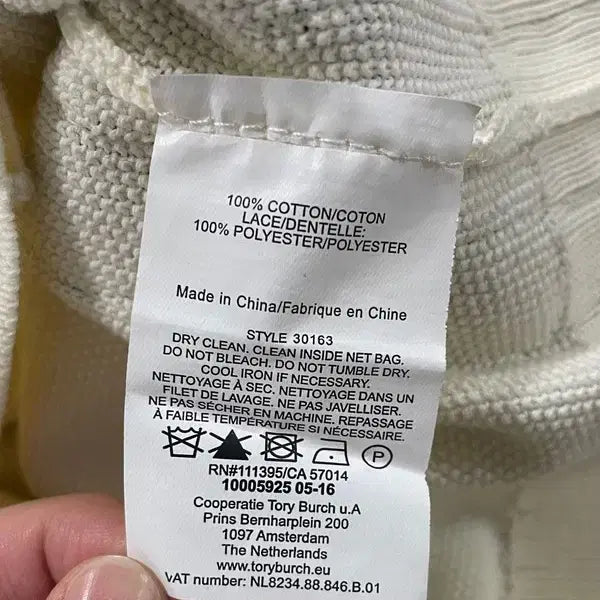 100% COTTON/COTON
LACE/DENTELLE:
100% POLYESTER/POLYESTER
Made in China/Fabrique en Chine
STYLE 30163
DRY CLEAN. CLEAN INSIDE NET BAG.
DO NOT BLEACH. DO NOT TUMBLE DRY.
COOL IRON IF NECESSARY.
NETTOYAGE À SEC. NETTOYAGE DANS UN
FILET DE LAVAGE. NE PAS JAVELLISER.
NE PAS SÉCHER EN MACHINE. REPASSAGE
À FAIBLE TEMPÉRATURE SI NÉCESSAIRE.
P
RN#111395/CA 57014
10005925 05-16
Cooperatie Tory Burch u.A
Prins Bernharplein 200
1097 Amsterdam
The Netherlands
www.toryburch.com
vAT number: NL8234.88.846.B.01